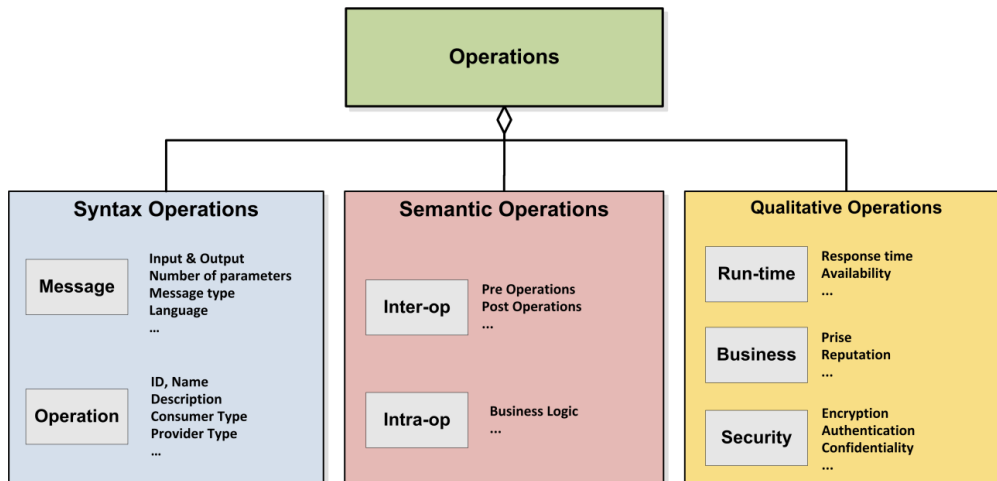 Operations
Syntax Operations
Message
Input & Output
Number of parameters
Message type
Language
...
Operation
ID, Name
Description
Consumer Type
Provider Type
...
Semantic Operations
Inter-op
Pre Operations
Post Operations
...
Intra-op
Business Logic
...
Qualitative Operations
Run-time
Response time
Availability
...
Business
Prise
Reputation
...
Security
Encryption
Authentication
Confidentiality
...